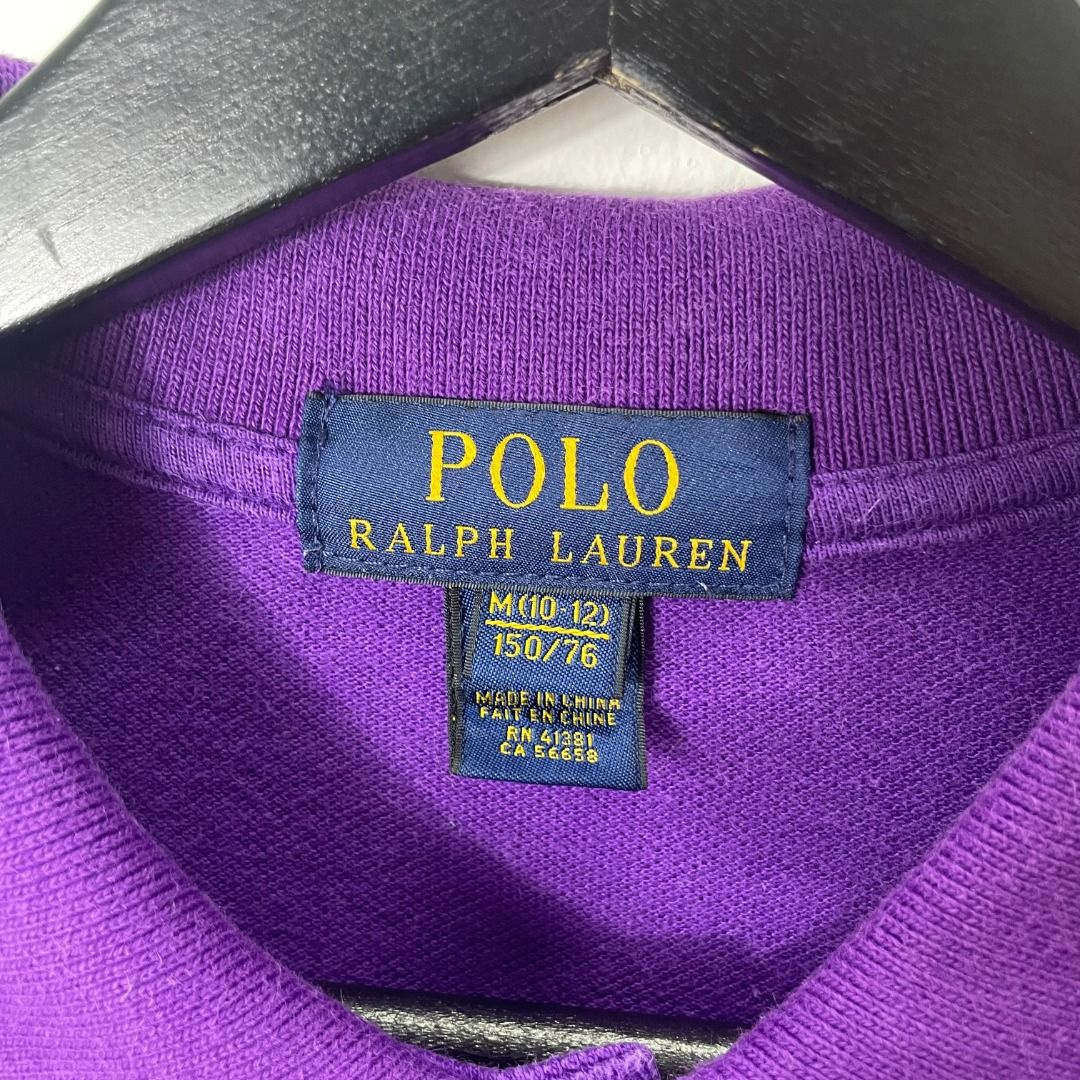 POLO
RALPH LAUREN
M (10-12)
150/76
MADE IN CHINA
FAIT EN CHINE
RN 41381
CA 56658